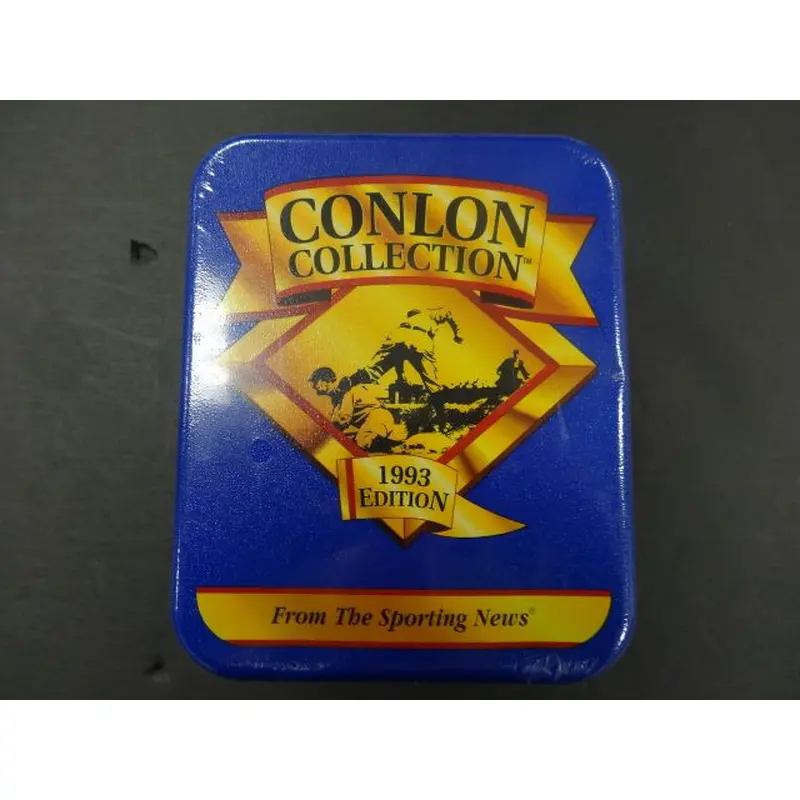 CONLON
COLLECTION™
1993
EDITION
From The Sporting News®